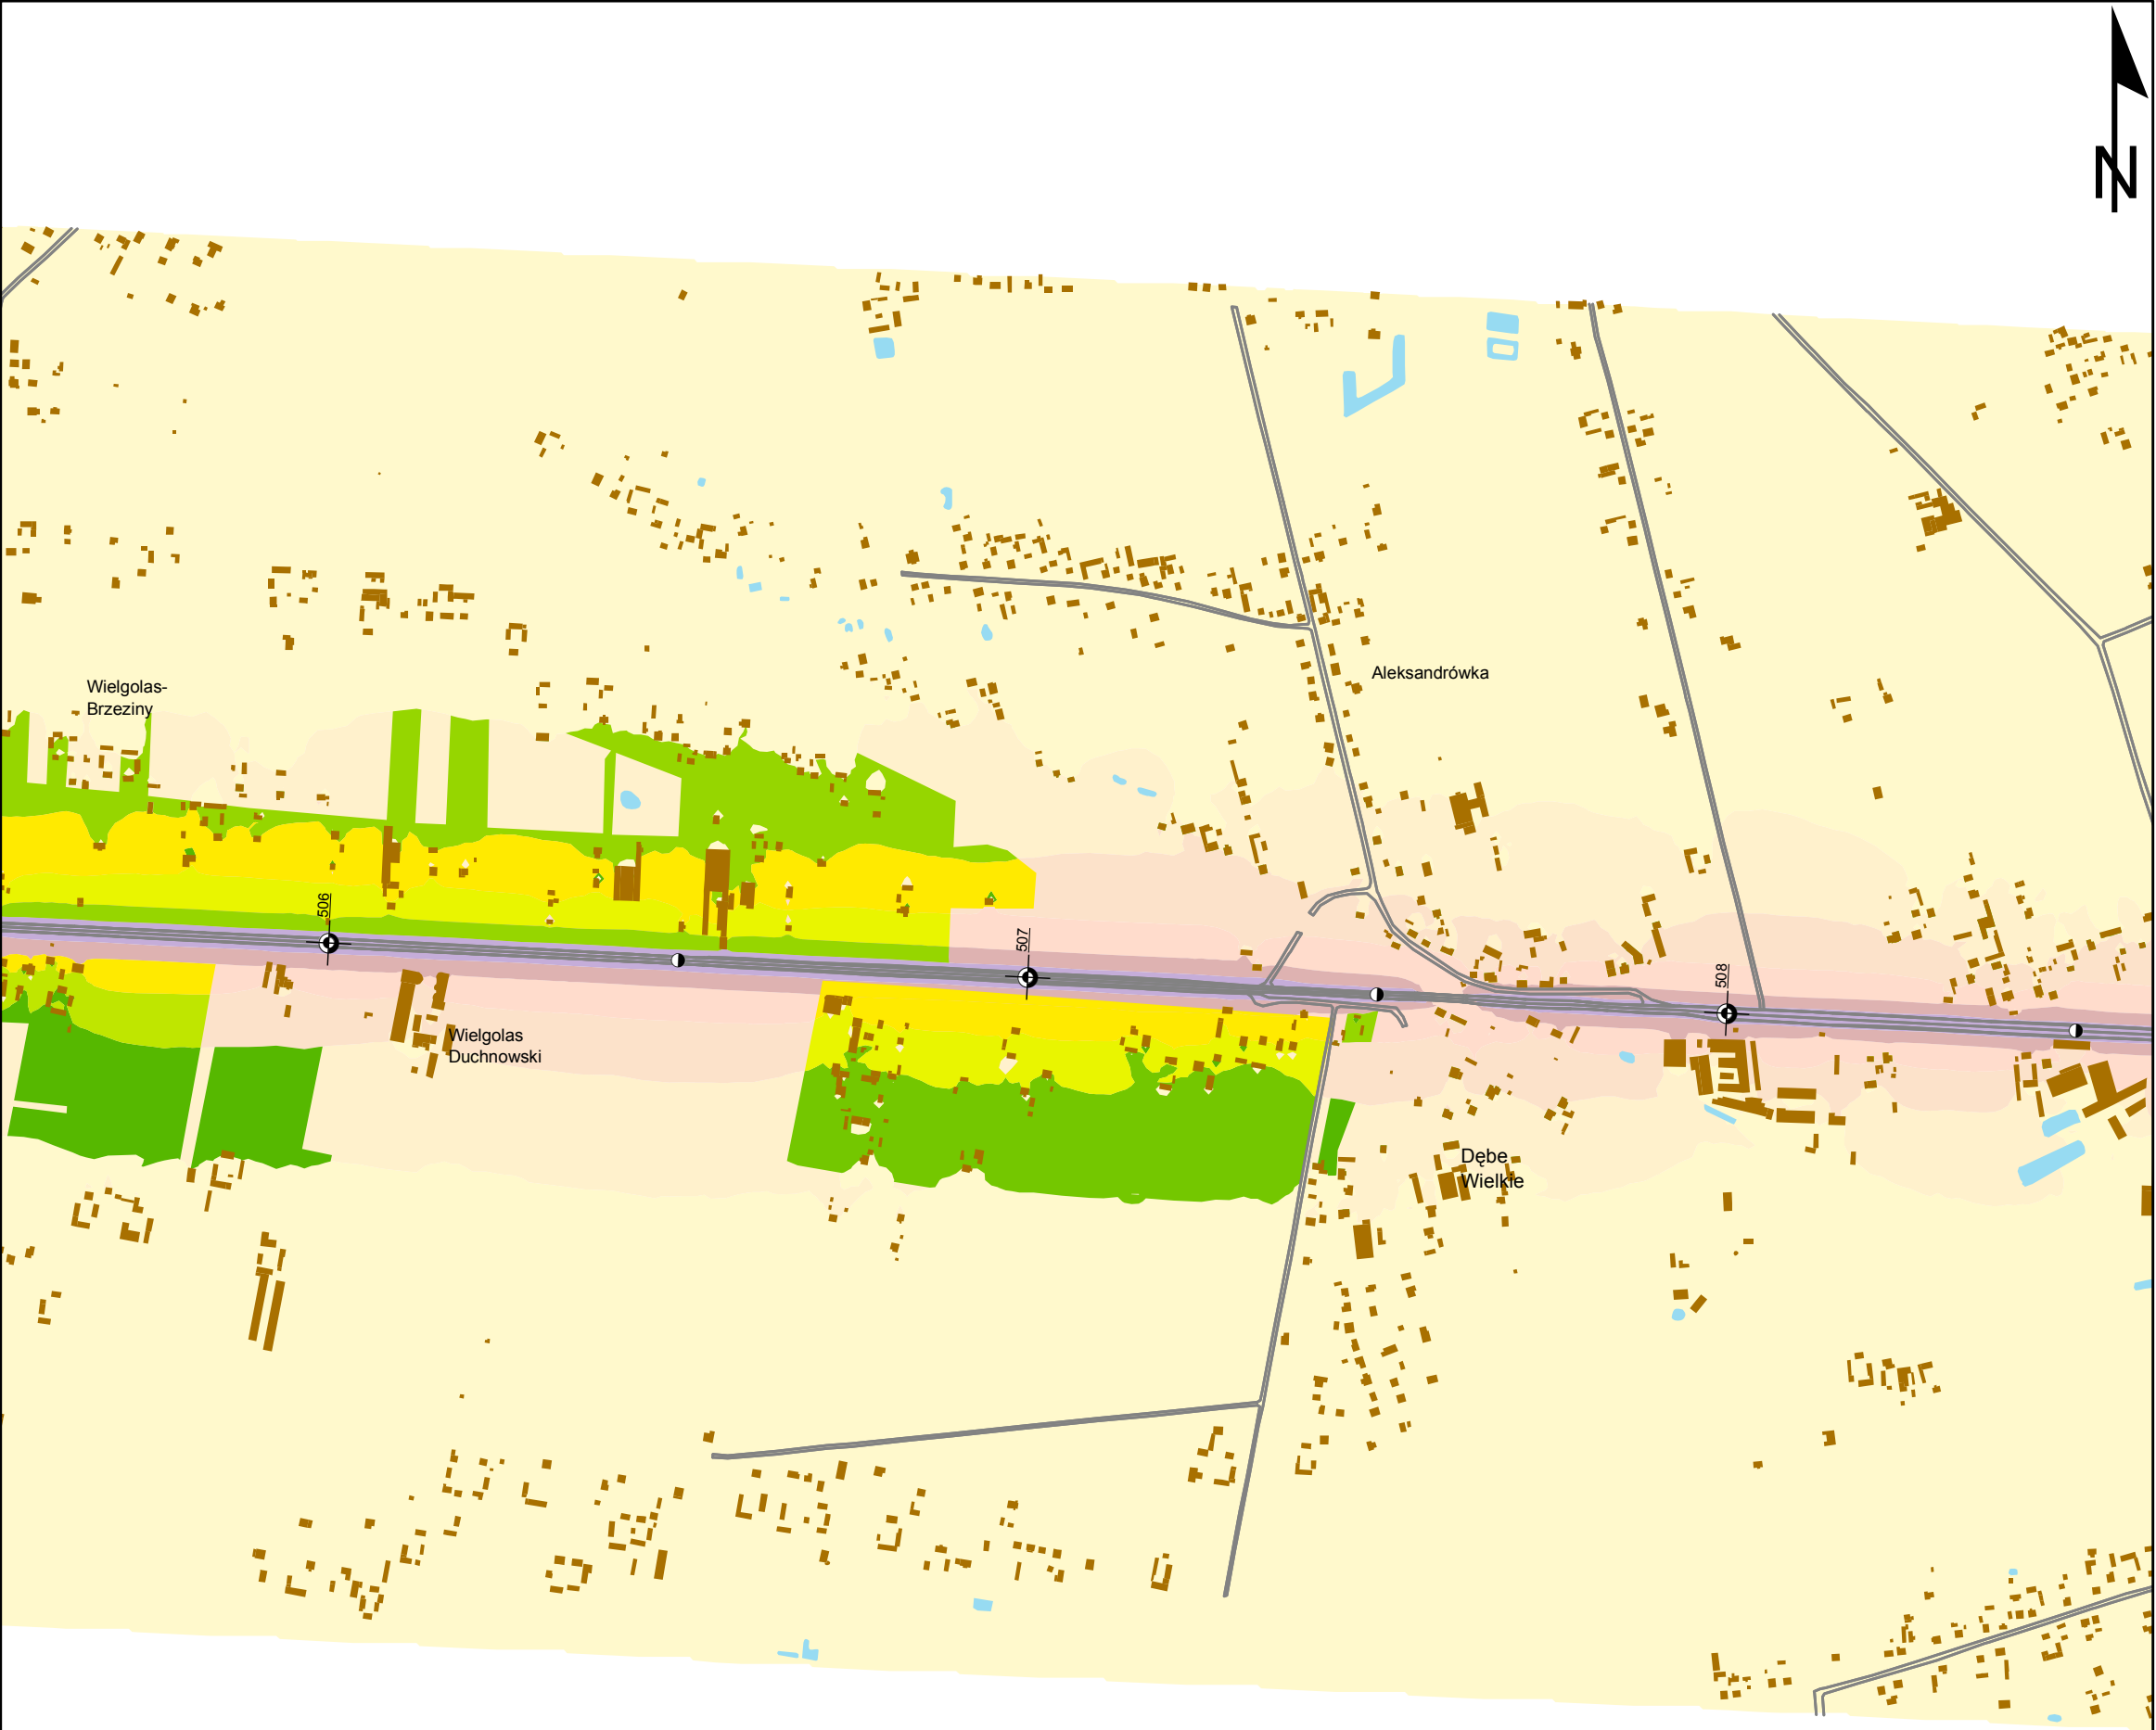 N
Aleksandrówka
Wielgolas-
Brzeziny
506
507
508
Wielgolas
Duchnowski
Dębe
Wielkie